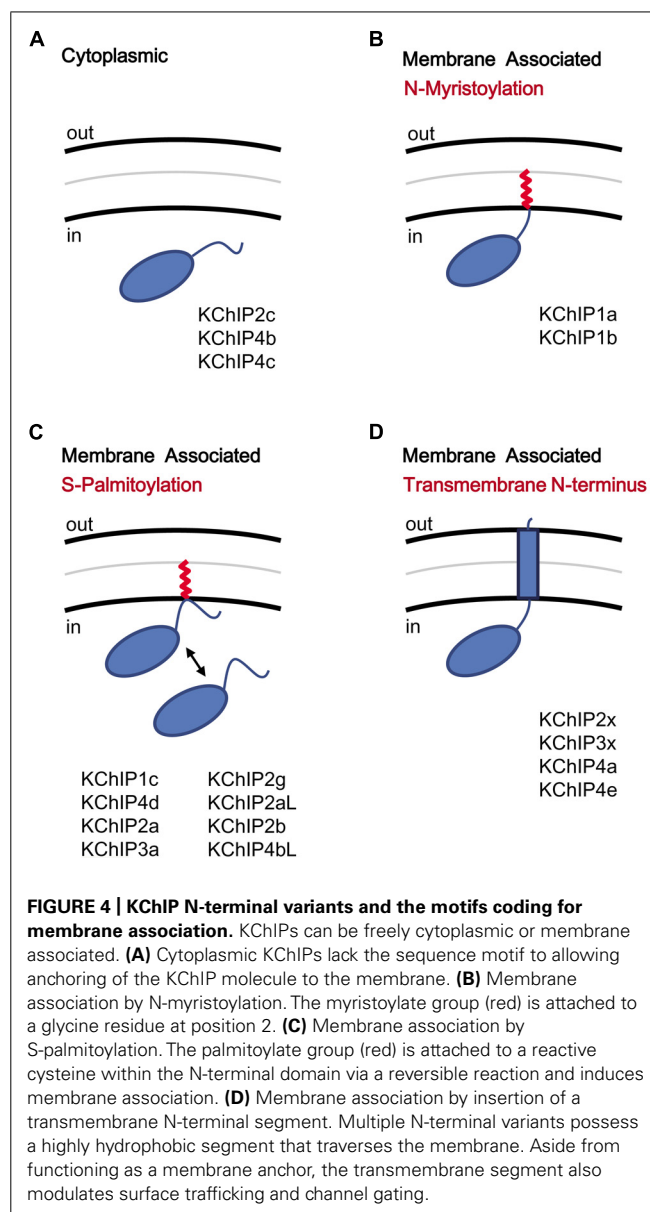 A
Cytoplasmic
out
in
KChIP2c
KChIP4b
KChIP4c
B
Membrane Associated
N-Myristoylation
out
in
KChIP1a
KChIP1b
C
Membrane Associated
S-Palmitoylation
out
in
KChIP1c
KChIP4d
KChIP2a
KChIP3a
KChIP2g
KChIP2aL
KChIP2b
KChIP4bL
D
Membrane Associated
Transmembrane N-terminus
out
in
KChIP2x
KChIP3x
KChIP4a
KChIP4e
FIGURE 4 | KChIP N-terminal variants and the motifs coding for
membrane association. KChIPs can be freely cytoplasmic or membrane
associated. (A) Cytoplasmic KChIPs lack the sequence motif to allowing
anchoring of the KChIP molecule to the membrane. (B) Membrane
association by N-myristoylation. The myristoylate group (red) is attached to
a glycine residue at position 2. (C) Membrane association by
S-palmitoylation. The palmitoylate group (red) is attached to a reactive
cysteine within the N-terminal domain via a reversible reaction and induces
membrane association. (D) Membrane association by insertion of a
transmembrane N-terminal segment. Multiple N-terminal variants possess
a highly hydrophobic segment that traverses the membrane. Aside from
functioning as a membrane anchor, the transmembrane segment also
modulates surface trafficking and channel gating.